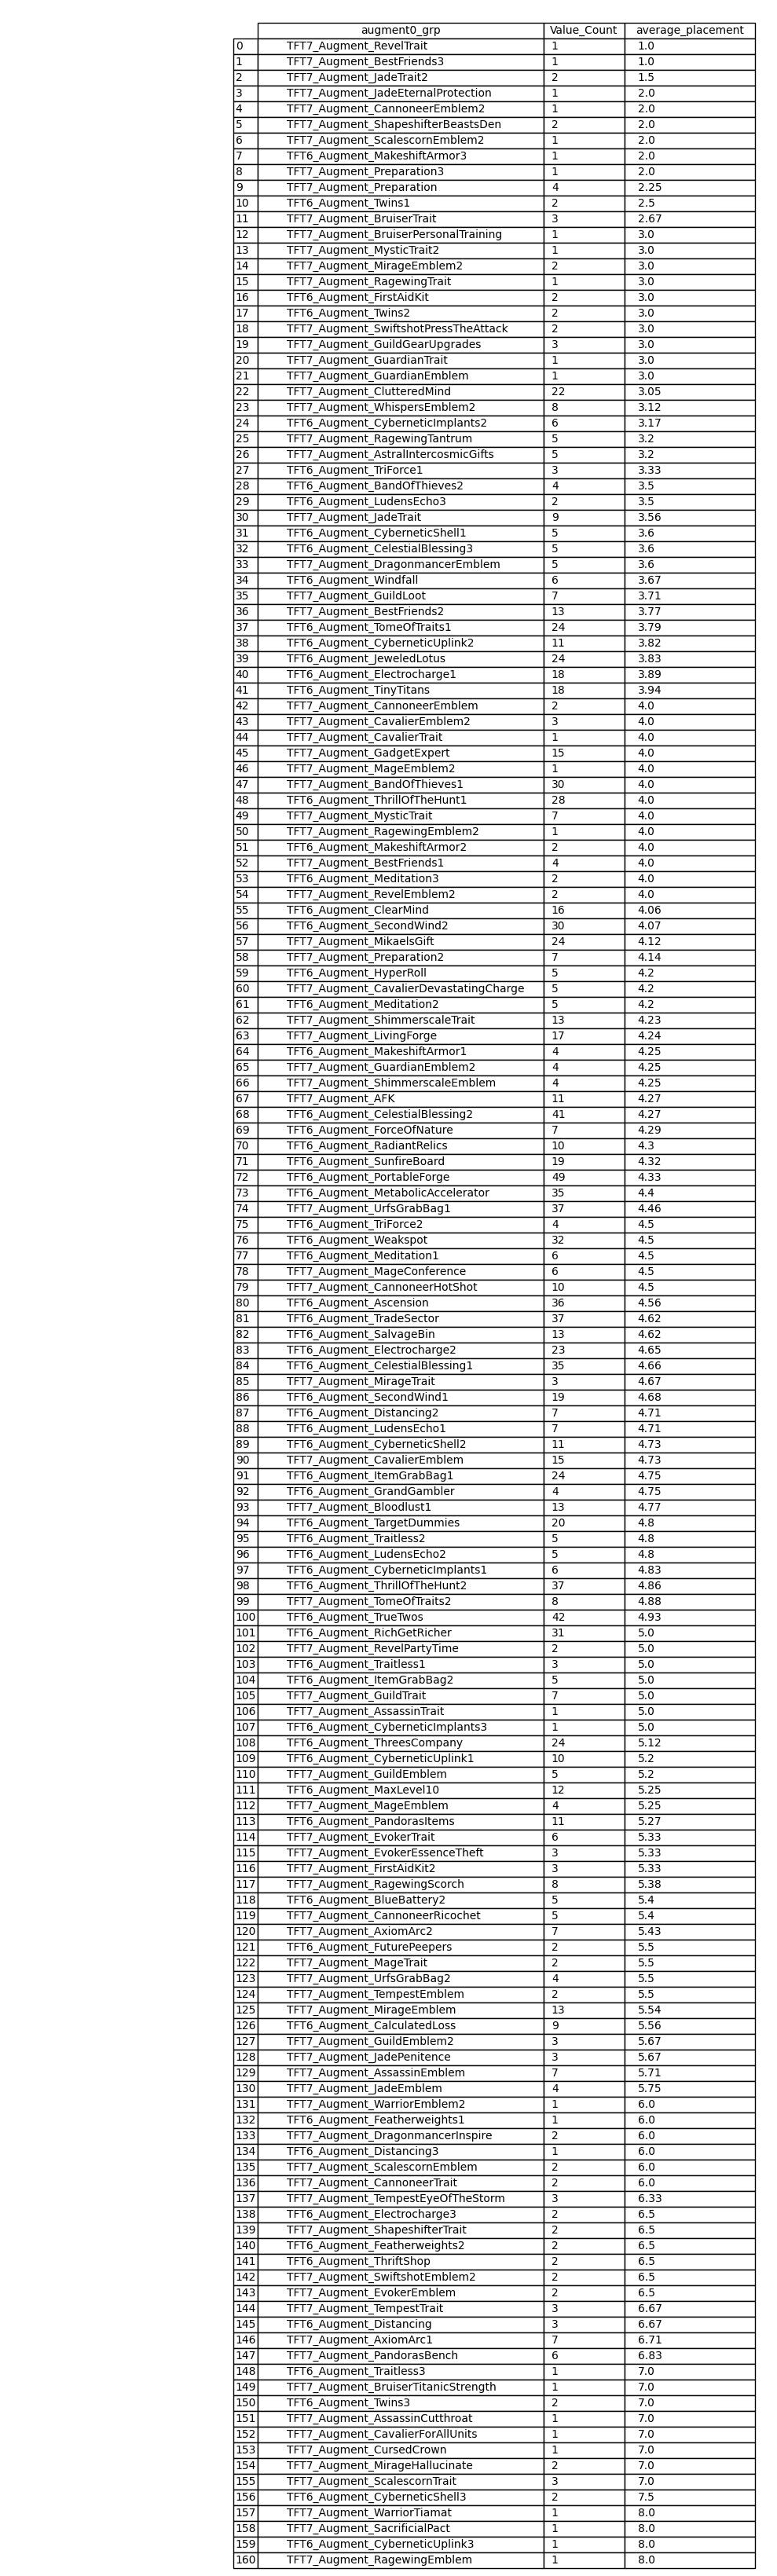 augment0_grp Value_Count average_placement
0 TFT7_Augment_RevelTrait 1 1.0
1 TFT7_Augment_BestFriends3 1 1.0
2 TFT7_Augment_JadeTrait2 2 1.5
3 TFT7_Augment_JadeEternalProtection 1 2.0
4 TFT7_Augment_CannoneerEmblem2 1 2.0
5 TFT7_Augment_ShapeshifterBeastsDen 2 2.0
6 TFT7_Augment_ScalescornEmblem2 1 2.0
7 TFT6_Augment_MakeshiftArmor3 1 2.0
8 TFT7_Augment_Preparation3 1 2.0
9 TFT7_Augment_Preparation 4 2.25
10 TFT6_Augment_Twins1 2 2.5
11 TFT7_Augment_BruiserTrait 3 2.67
12 TFT7_Augment_BruiserPersonalTraining 1 3.0
13 TFT7_Augment_MysticTrait2 1 3.0
14 TFT7_Augment_MirageEmblem2 2 3.0
15 TFT7_Augment_RagewingTrait 1 3.0
16 TFT6_Augment_FirstAidKit 2 3.0
17 TFT6_Augment_Twins2 2 3.0
18 TFT7_Augment_SwiftshotPressTheAttack 2 3.0
19 TFT7_Augment_GuildGearUpgrades 3 3.0
20 TFT7_Augment_GuardianTrait 1 3.0
21 TFT7_Augment_GuardianEmblem 1 3.0
22 TFT7_Augment_ClutteredMind 22 3.05
23 TFT7_Augment_WhispersEmblem2 8 3.12
24 TFT6_Augment_CyberneticImplants2 6 3.17
25 TFT7_Augment_RagewingTantrum 5 3.2
26 TFT7_Augment_AstralIntercosmicGifts 5 3.2
27 TFT6_Augment_TriForce1 3 3.33
28 TFT6_Augment_BandOfThieves2 4 3.5
29 TFT6_Augment_LudensEcho3 2 3.5
30 TFT7_Augment_JadeTrait 9 3.56
31 TFT6_Augment_CyberneticShell1 5 3.6
32 TFT6_Augment_CelestialBlessing3 5 3.6
33 TFT7_Augment_DragonmancerEmblem 5 3.6
34 TFT6_Augment_Windfall 6 3.67
35 TFT7_Augment_GuildLoot 7 3.71
36 TFT7_Augment_BestFriends2 13 3.77
37 TFT6_Augment_TomeOfTraits1 24 3.79
38 TFT6_Augment_CyberneticUplink2 11 3.82
39 TFT6_Augment_JeweledLotus 24 3.83
40 TFT6_Augment_Electrocharge1 18 3.89
41 TFT6_Augment_TinyTitans 18 3.94
42 TFT7_Augment_CannoneerEmblem 2 4.0
43 TFT7_Augment_CavalierEmblem2 3 4.0
44 TFT7_Augment_CavalierTrait 1 4.0
45 TFT7_Augment_GadgetExpert 15 4.0
46 TFT7_Augment_MageEmblem2 1 4.0
47 TFT7_Augment_BandOfThieves1 30 4.0
48 TFT6_Augment_ThrillOfTheHunt1 28 4.0
49 TFT7_Augment_MysticTrait 7 4.0
50 TFT7_Augment_RagewingEmblem2 1 4.0
51 TFT6_Augment_MakeshiftArmor2 2 4.0
52 TFT7_Augment_BestFriends1 4 4.0
53 TFT6_Augment_Meditation3 2 4.0
54 TFT7_Augment_RevelEmblem2 2 4.0
55 TFT6_Augment_ClearMind 16 4.06
56 TFT6_Augment_SecondWind2 30 4.07
57 TFT7_Augment_MikaelsGift 24 4.12
58 TFT7_Augment_Preparation2 7 4.14
59 TFT6_Augment_HyperRoll 5 4.2
60 TFT7_Augment_CavalierDevastatingCharge 5 4.2
61 TFT6_Augment_Meditation2 5 4.2
62 TFT7_Augment_ShimmerscaleTrait 13 4.23
63 TFT7_Augment_LivingForge 17 4.24
64 TFT6_Augment_MakeshiftArmor1 4 4.25
65 TFT7_Augment_GuardianEmblem2 4 4.25
66 TFT7_Augment_ShimmerscaleEmblem 4 4.25
67 TFT7_Augment_AFK 11 4.27
68 TFT6_Augment_CelestialBlessing2 41 4.27
69 TFT6_Augment_ForceOfNature 7 4.29
70 TFT6_Augment_RadiantRelics 10 4.3
71 TFT6_Augment_SunfireBoard 19 4.32
72 TFT6_Augment_PortableForge 49 4.33
73 TFT6_Augment_MetabolicAccelerator 35 4.4
74 TFT7_Augment_UrfsGrabBag1 37 4.46
75 TFT6_Augment_TriForce2 4 4.5
76 TFT6_Augment_Weakspot 32 4.5
77 TFT6_Augment_Meditation1 6 4.5
78 TFT7_Augment_MageConference 6 4.5
79 TFT7_Augment_CannoneerHotShot 10 4.5
80 TFT6_Augment_Ascension 36 4.56
81 TFT6_Augment_TradeSector 37 4.62
82 TFT6_Augment_SalvageBin 13 4.62
83 TFT6_Augment_Electrocharge2 23 4.65
84 TFT6_Augment_CelestialBlessing1 35 4.66
85 TFT7_Augment_MirageTrait 3 4.67
86 TFT6_Augment_SecondWind1 19 4.68
87 TFT6_Augment_Distancing2 7 4.71
88 TFT6_Augment_LudensEcho1 7 4.71
89 TFT6_Augment_CyberneticShell2 11 4.73
90 TFT7_Augment_CavalierEmblem 15 4.73
91 TFT6_Augment_ItemGrabBag1 24 4.75
92 TFT6_Augment_GrandGambler 4 4.75
93 TFT7_Augment_Bloodlust1 13 4.77
94 TFT6_Augment_TargetDummies 20 4.8
95 TFT6_Augment_Traitless2 5 4.8
96 TFT6_Augment_LudensEcho2 5 4.8
97 TFT6_Augment_CyberneticImplants1 6 4.83
98 TFT6_Augment_ThrillOfTheHunt2 37 4.86
99 TFT7_Augment_TomeOfTraits2 8 4.88
100 TFT6_Augment_TrueTwos 42 4.93
101 TFT6_Augment_RichGetRicher 31 5.0
102 TFT7_Augment_RevelPartyTime 2 5.0
103 TFT6_Augment_Traitless1 3 5.0
104 TFT6_Augment_ItemGrabBag2 5 5.0
105 TFT7_Augment_GuildTrait 7 5.0
106 TFT7_Augment_AssassinTrait 1 5.0
107 TFT6_Augment_CyberneticImplants3 1 5.0
108 TFT6_Augment_ThreesCompany 24 5.12
109 TFT6_Augment_CyberneticUplink1 10 5.2
110 TFT7_Augment_GuildEmblem 5 5.2
111 TFT6_Augment_MaxLevel10 12 5.25
112 TFT7_Augment_MageEmblem 4 5.25
113 TFT6_Augment_PandorasItems 11 5.27
114 TFT7_Augment_EvokerTrait 6 5.33
115 TFT7_Augment_EvokerEssenceTheft 3 5.33
116 TFT7_Augment_FirstAidKit2 3 5.33
117 TFT7_Augment_RagewingScorch 8 5.38
118 TFT6_Augment_BlueBattery2 5 5.4
119 TFT7_Augment_CannoneerRicochet 5 5.4
120 TFT7_Augment_AxiomArc2 7 5.43
121 TFT6_Augment_FuturePeepers 2 5.5
122 TFT7_Augment_MageTrait 2 5.5
123 TFT7_Augment_UrfsGrabBag2 4 5.5
124 TFT7_Augment_TempestEmblem 2 5.5
125 TFT7_Augment_MirageEmblem 13 5.54
126 TFT6_Augment_CalculatedLoss 9 5.56
127 TFT7_Augment_GuildEmblem2 3 5.67
128 TFT7_Augment_JadePenitence 3 5.67
129 TFT7_Augment_AssassinEmblem 7 5.71
130 TFT7_Augment_JadeEmblem 4 5.75
131 TFT7_Augment_WarriorEmblem2 1 6.0
132 TFT6_Augment_Featherweights1 1 6.0
133 TFT7_Augment_DragonmancerInspire 2 6.0
134 TFT6_Augment_Distancing3 1 6.0
135 TFT7_Augment_ScalescornEmblem 2 6.0
136 TFT7_Augment_CannoneerTrait 2 6.0
137 TFT7_Augment_TempestEyeOfTheStorm 3 6.33
138 TFT6_Augment_Electrocharge3 2 6.5
139 TFT7_Augment_ShapeshifterTrait 2 6.5
140 TFT6_Augment_Featherweights2 2 6.5
141 TFT6_Augment_ThriftShop 2 6.5
142 TFT7_Augment_SwiftshotEmblem2 2 6.5
143 TFT7_Augment_EvokerEmblem 2 6.5
144 TFT7_Augment_TempestTrait 3 6.67
145 TFT6_Augment_Distancing 3 6.67
146 TFT7_Augment_AxiomArc1 7 6.71
147 TFT7_Augment_PandorasBench 6 6.83
148 TFT6_Augment_Traitless3 1 7.0
149 TFT7_Augment_BruiserTitanicStrength 1 7.0
150 TFT6_Augment_Twins3 2 7.0
151 TFT7_Augment_AssassinCutthroat 1 7.0
152 TFT7_Augment_CavalierForAllUnits 1 7.0
153 TFT7_Augment_CursedCrown 1 7.0
154 TFT7_Augment_MirageHallucinate 2 7.0
155 TFT7_Augment_ScalescornTrait 3 7.0
156 TFT6_Augment_CyberneticShell3 2 7.5
157 TFT7_Augment_WarriorTiamat 1 8.0
158 TFT7_Augment_SacrificialPact 1 8.0
159 TFT6_Augment_CyberneticUplink3 1 8.0
160 TFT7_Augment_RagewingEmblem 1 8.0